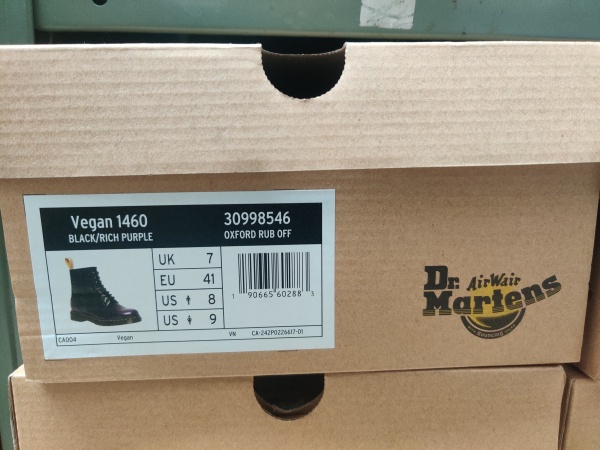 Vegan 1460
BLACK/RICH PURPLE
30998546
OXFORD RUB OFF
UK 7
EU 41
US 8
US 9
1 90665 60288 3
CA004
Vegan
VN
CA-242P0226617-01
Dr. AirWair
Martens